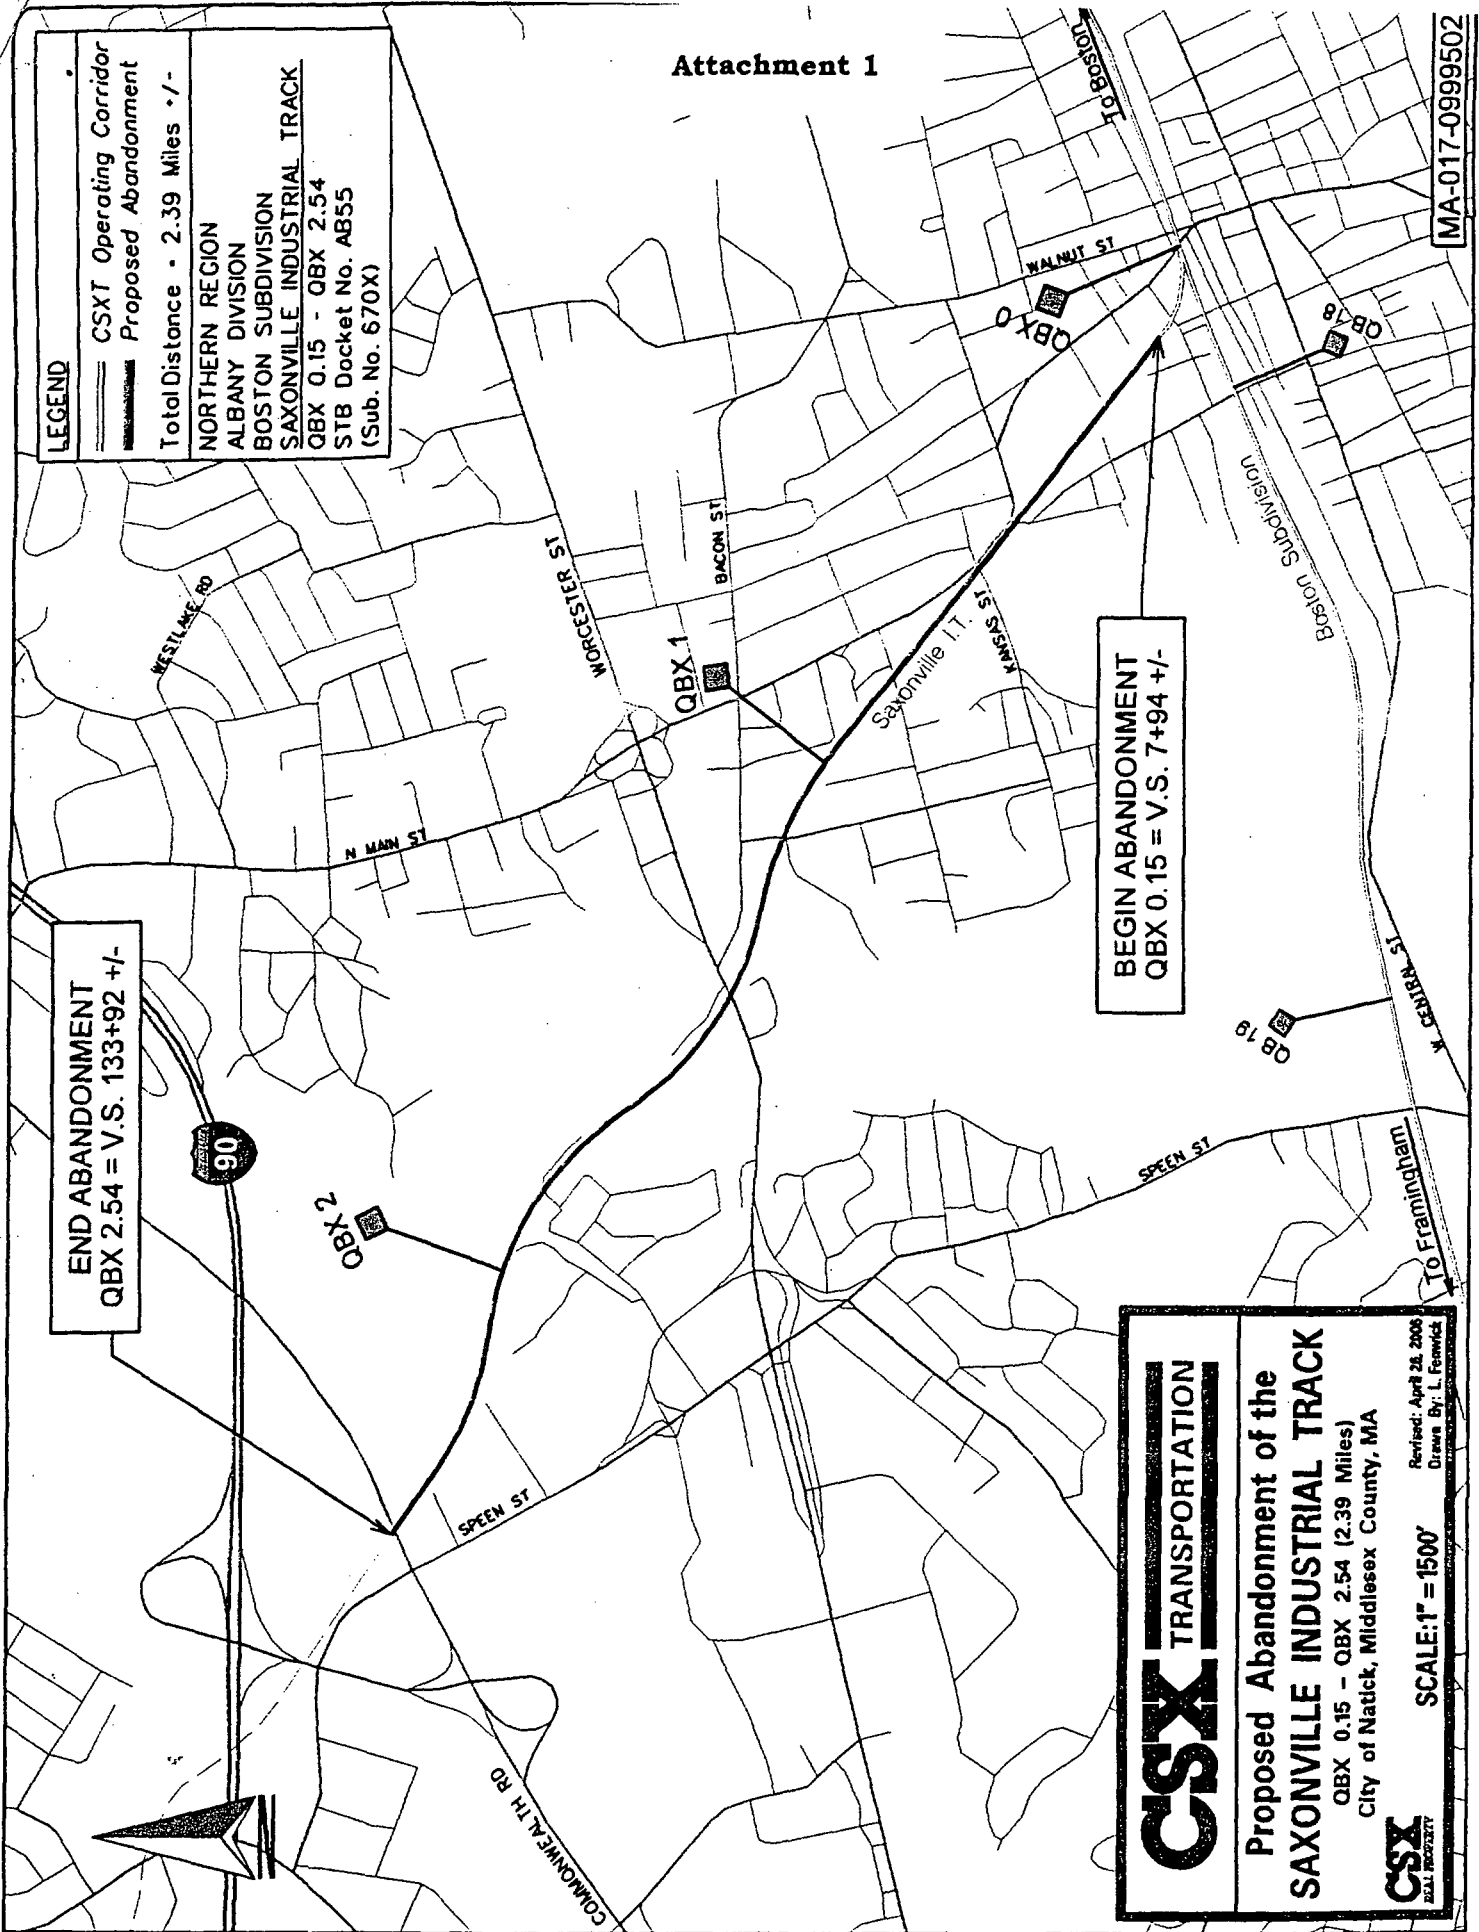 Attachment 1
LEGEND
CSXT Operating Corridor
Proposed Abandonment
Total Distance - 2.39 Miles +/-
NORTHERN REGION
ALBANY DIVISION
BOSTON SUBDIVISION
SAXONVILLE INDUSTRIAL TRACK
QBX 0.15 - QBX 2.54
STB Docket No. AB55
(Sub. No. 670X)
END ABANDONMENT
QBX 2.54 = V.S. 133+92 +/-
90
WESTLAKE RD
N MAIN ST
WORCESTER ST
BACON ST
QBX 1
QBX 2
Saxonville I.T.
KANSAS ST
WALNUT ST
QBX 0
To Boston
QB 18
Boston Subdivision
BEGIN ABANDONMENT
QBX 0.15 = V.S. 7+94 +/-
QB 19
W. CENTRAL ST
SPEEN ST
SPEEN ST
To Framingham
COMMONWEALTH RD
MA-017-0999502
CSX TRANSPORTATION
Proposed Abandonment of the
SAXONVILLE INDUSTRIAL TRACK
QBX 0.15 - QBX 2.54 (2.39 Miles)
City of Natick, Middlesex County, MA
CSX
REAL PROPERTY
SCALE:1" = 1500'
Revised: April 28, 2006
Drawn By: L. Fenwick